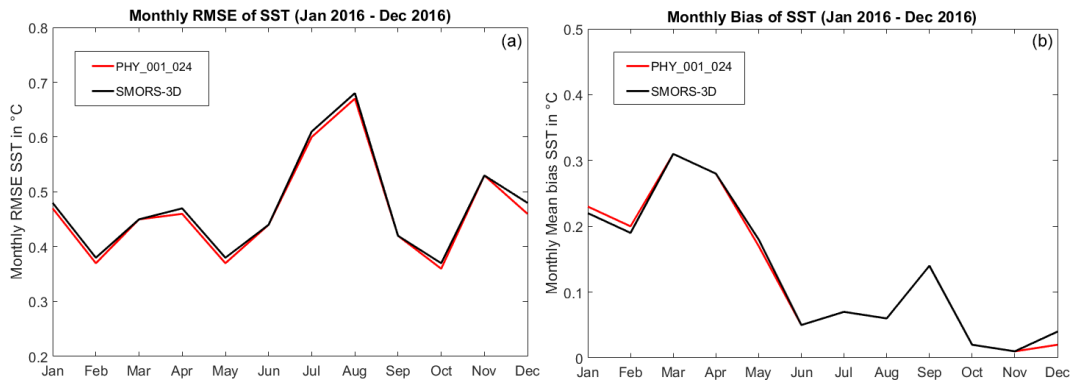 Monthly RMSE of SST (Jan 2016 - Dec 2016)
(a)
PHY_001_024
SMORS-3D
Monthly RMSE SST in °C
0.8
0.7
0.6
0.5
0.4
0.3
0.2
Jan Feb Mar Apr May Jun Jul Aug Sep Oct Nov Dec
Monthly Bias of SST (Jan 2016 - Dec 2016)
(b)
PHY_001_024
SMORS-3D
Monthly Mean bias SST in °C
0.5
0.4
0.3
0.2
0.1
0
Jan Feb Mar Apr May Jun Jul Aug Sep Oct Nov Dec